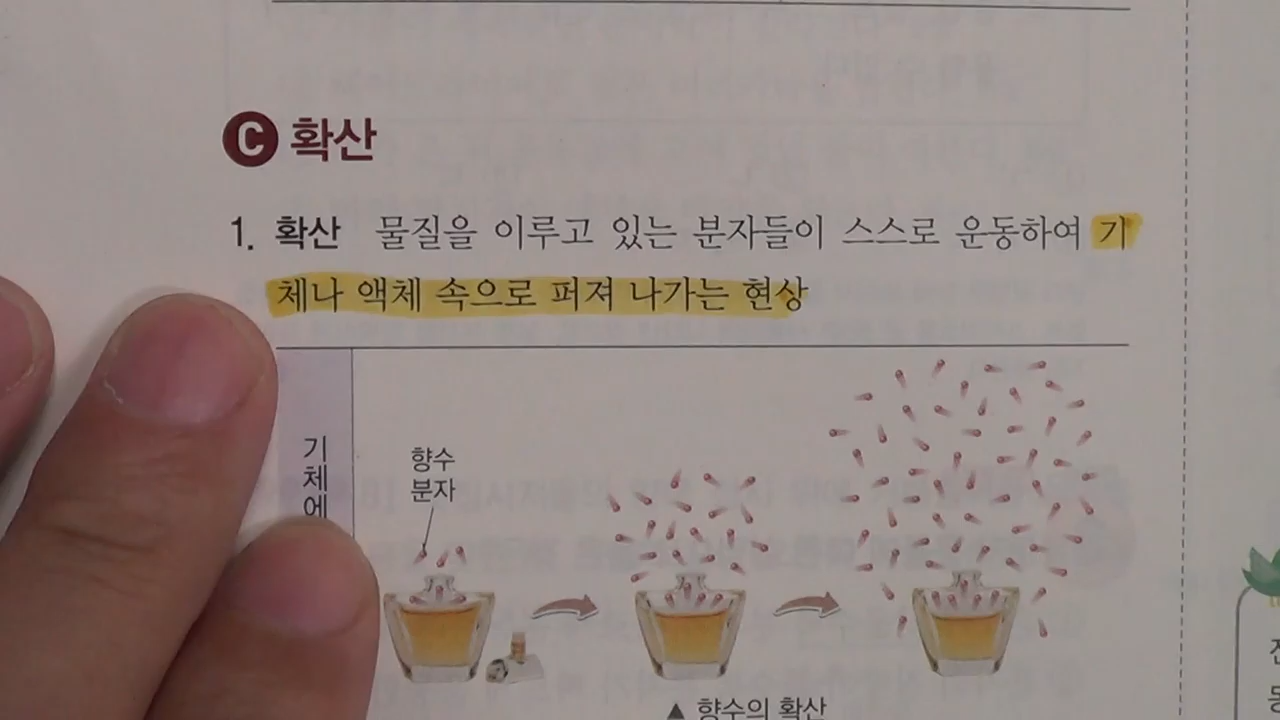 C 확산
1. 확산 물질을 이루고 있는 분자들이 스스로 운동하여 기
체나 액체 속으로 퍼져 나가는 현상
기
체
에
향수
분자
▲ 향수의 확산